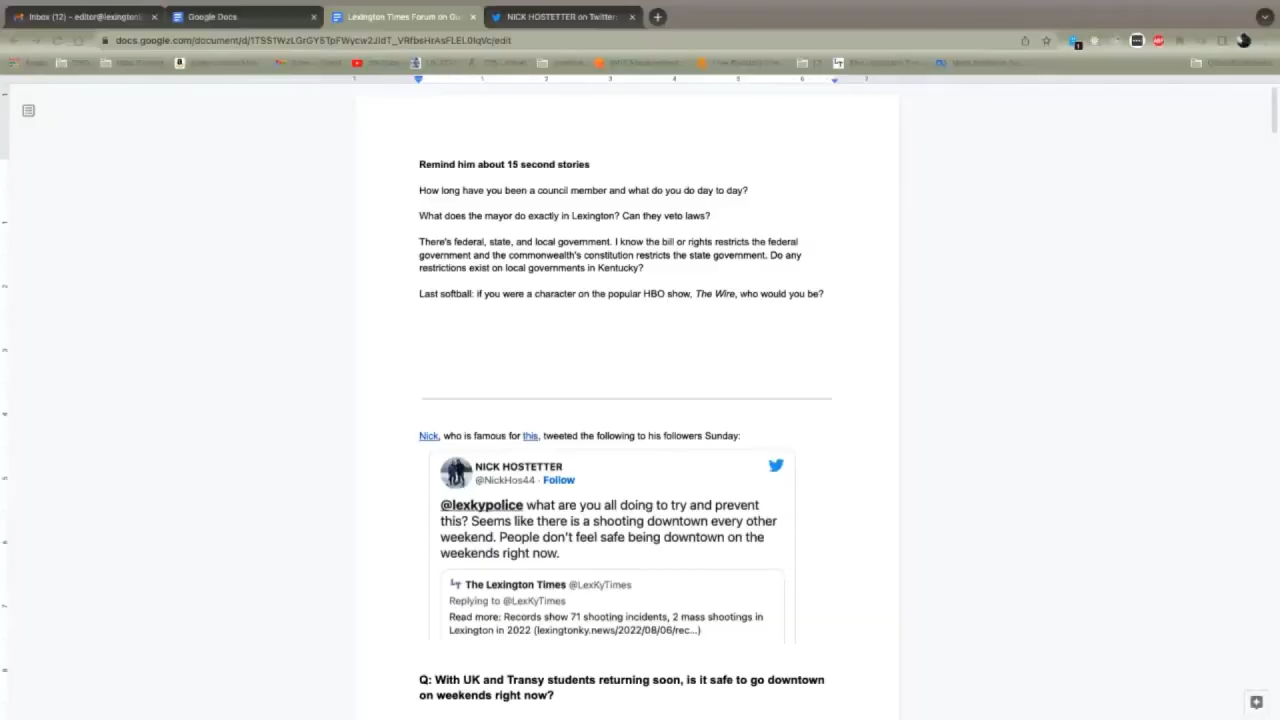 Inbox (12) - editor@lexingtonl
Google Docs
Lexington Times Forum on Gu
NICK HOSTETTER on Twitter:
docs.google.com/document/d/1TSS1WzLGrGY5TpFWycw2JldT_VRfbsHrAsFLEL0lqVc/edit
Remind him about 15 second stories
How long have you been a council member and what do you do day to day?
What does the mayor do exactly in Lexington? Can they veto laws?
There's federal, state, and local government. I know the bill or rights restricts the federal
government and the commonwealth's constitution restricts the state government. Do any
restrictions exist on local governments in Kentucky?
Last softball: if you were a character on the popular HBO show, The Wire, who would you be?
Nick, who is famous for this, tweeted the following to his followers Sunday:
NICK HOSTETTER
@NickHos44 · Follow
@lexkypolice what are you all doing to try and prevent
this? Seems like there is a shooting downtown every other
weekend. People don't feel safe being downtown on the
weekends right now.
LT The Lexington Times @LexKyTimes
Replying to @LexKyTimes
Read more: Records show 71 shooting incidents, 2 mass shootings in
Lexington in 2022 (lexingtonky.news/2022/08/06/rec...)
Q: With UK and Transy students returning soon, is it safe to go downtown
on weekends right now?